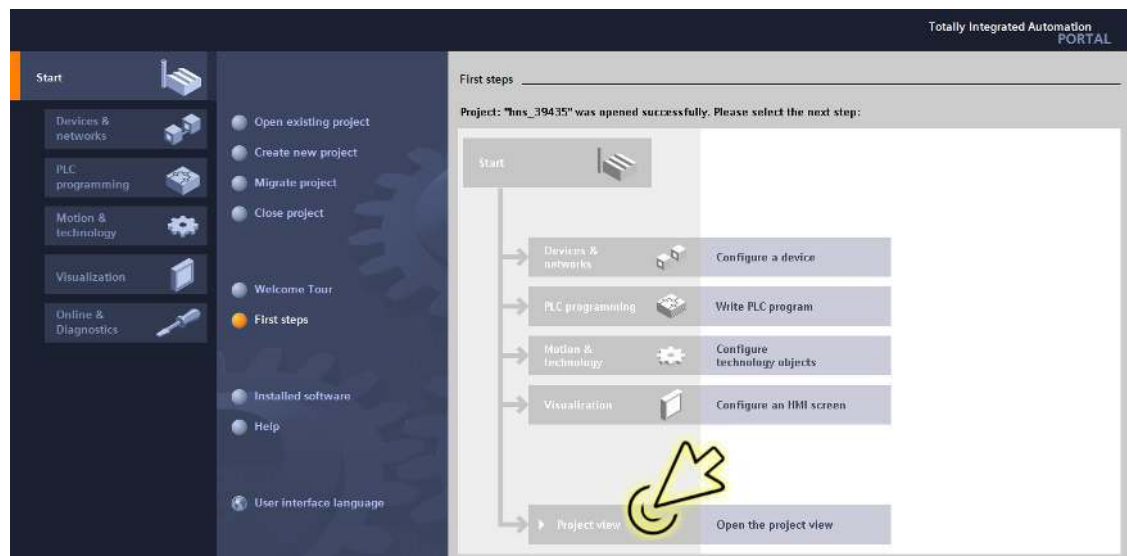 Totally Integrated Automation
PORTAL
Start
Devices &
networks
PLC
programming
Motion &
technology
Visualization
Online &
Diagnostics
Open existing project
Create new project
Migrate project
Close project
Welcome Tour
First steps
Installed software
Help
User interface language
First steps
Project: "hns_39435" was opened successfully. Please select the next step:
Start
Devices &
networks
Configure a device
PLC programming
Write PLC program
Motion &
technology
Configure
technology objects
Visualization
Configure an HMI screen
Project view
Open the project view